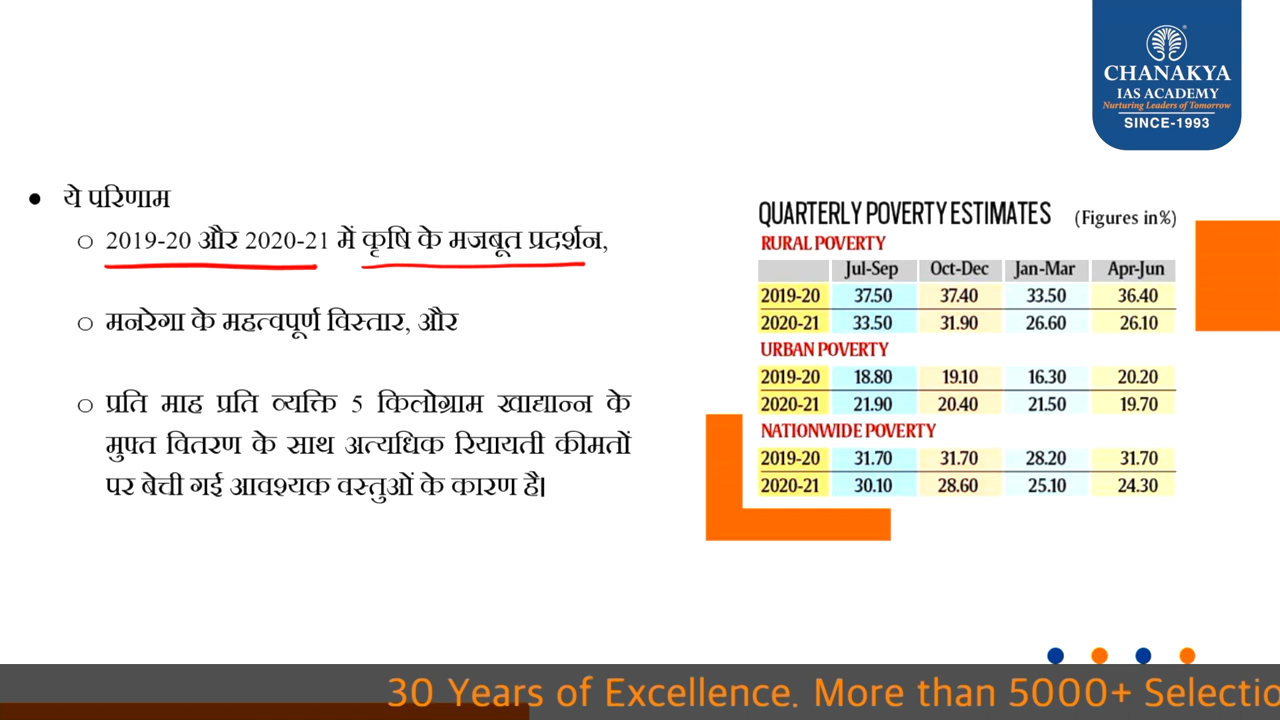 CHANAKYA
IAS ACADEMY
Nurturing Leaders of Tomorrow
SINCE-1993
• ये परिणाम
○ 2019-20 और 2020-21 में कृषि के मजबूत प्रदर्शन,
○ मनरेगा के महत्वपूर्ण विस्तार, और
○ प्रति माह प्रति व्यक्ति 5 किलोग्राम खाद्यान्न के
मुफ्त वितरण के साथ अत्यधिक रियायती कीमतों
पर बेची गई आवश्यक वस्तुओं के कारण है।
QUARTERLY POVERTY ESTIMATES (Figures in %)
RURAL POVERTY
Jul-Sep Oct-Dec Jan-Mar Apr-Jun
2019-20 37.50 37.40 33.50 36.40
2020-21 33.50 31.90 26.60 26.10
URBAN POVERTY
2019-20 18.80 19.10 16.30 20.20
2020-21 21.90 20.40 21.50 19.70
NATIONWIDE POVERTY
2019-20 31.70 31.70 28.20 31.70
2020-21 30.10 28.60 25.10 24.30
30 Years of Excellence. More than 5000+ Selectio